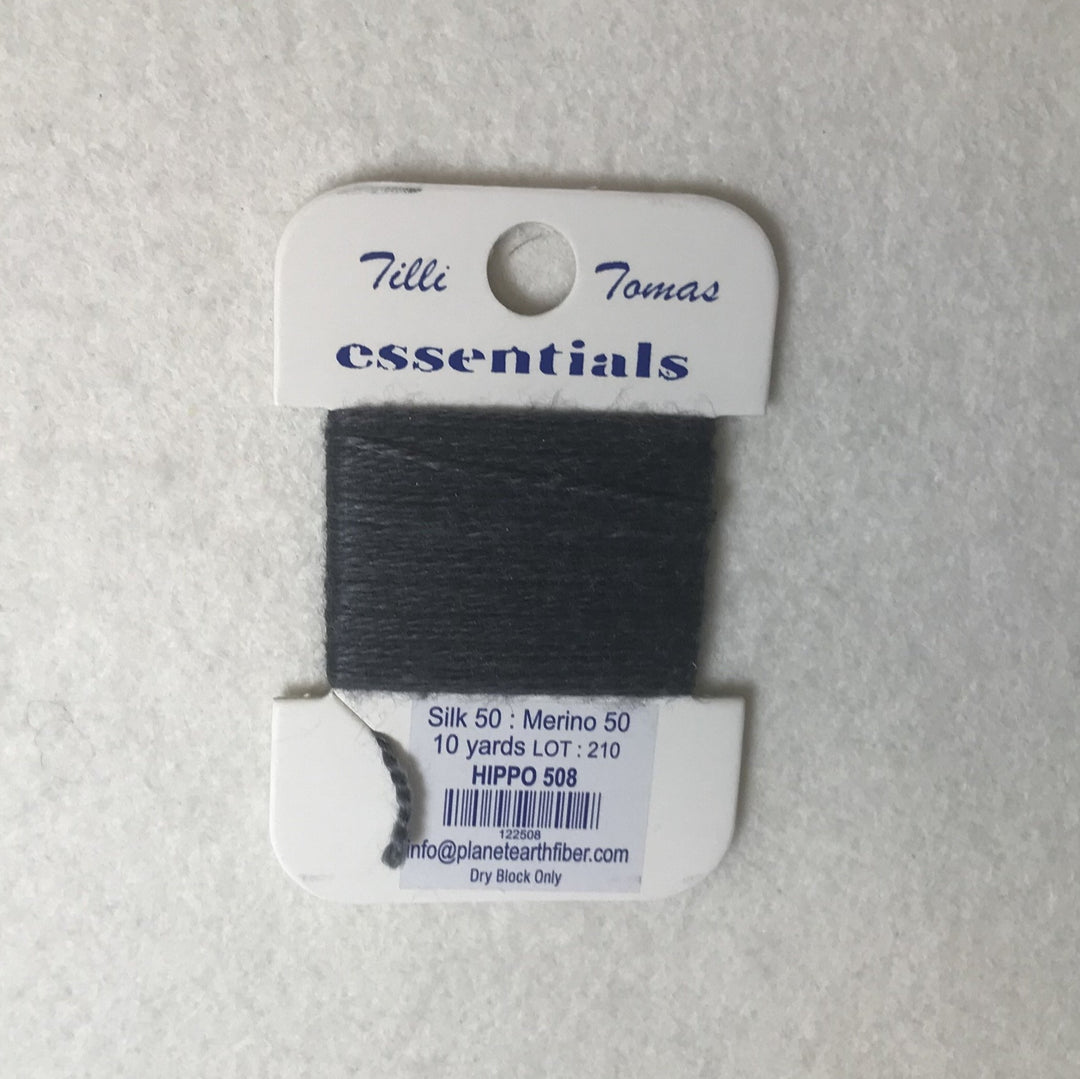 Tilli Tomas
essentials
Silk 50 : Merino 50
10 yards LOT : 210
HIPPO 508
122508
info@planetearthfiber.com
Dry Block Only